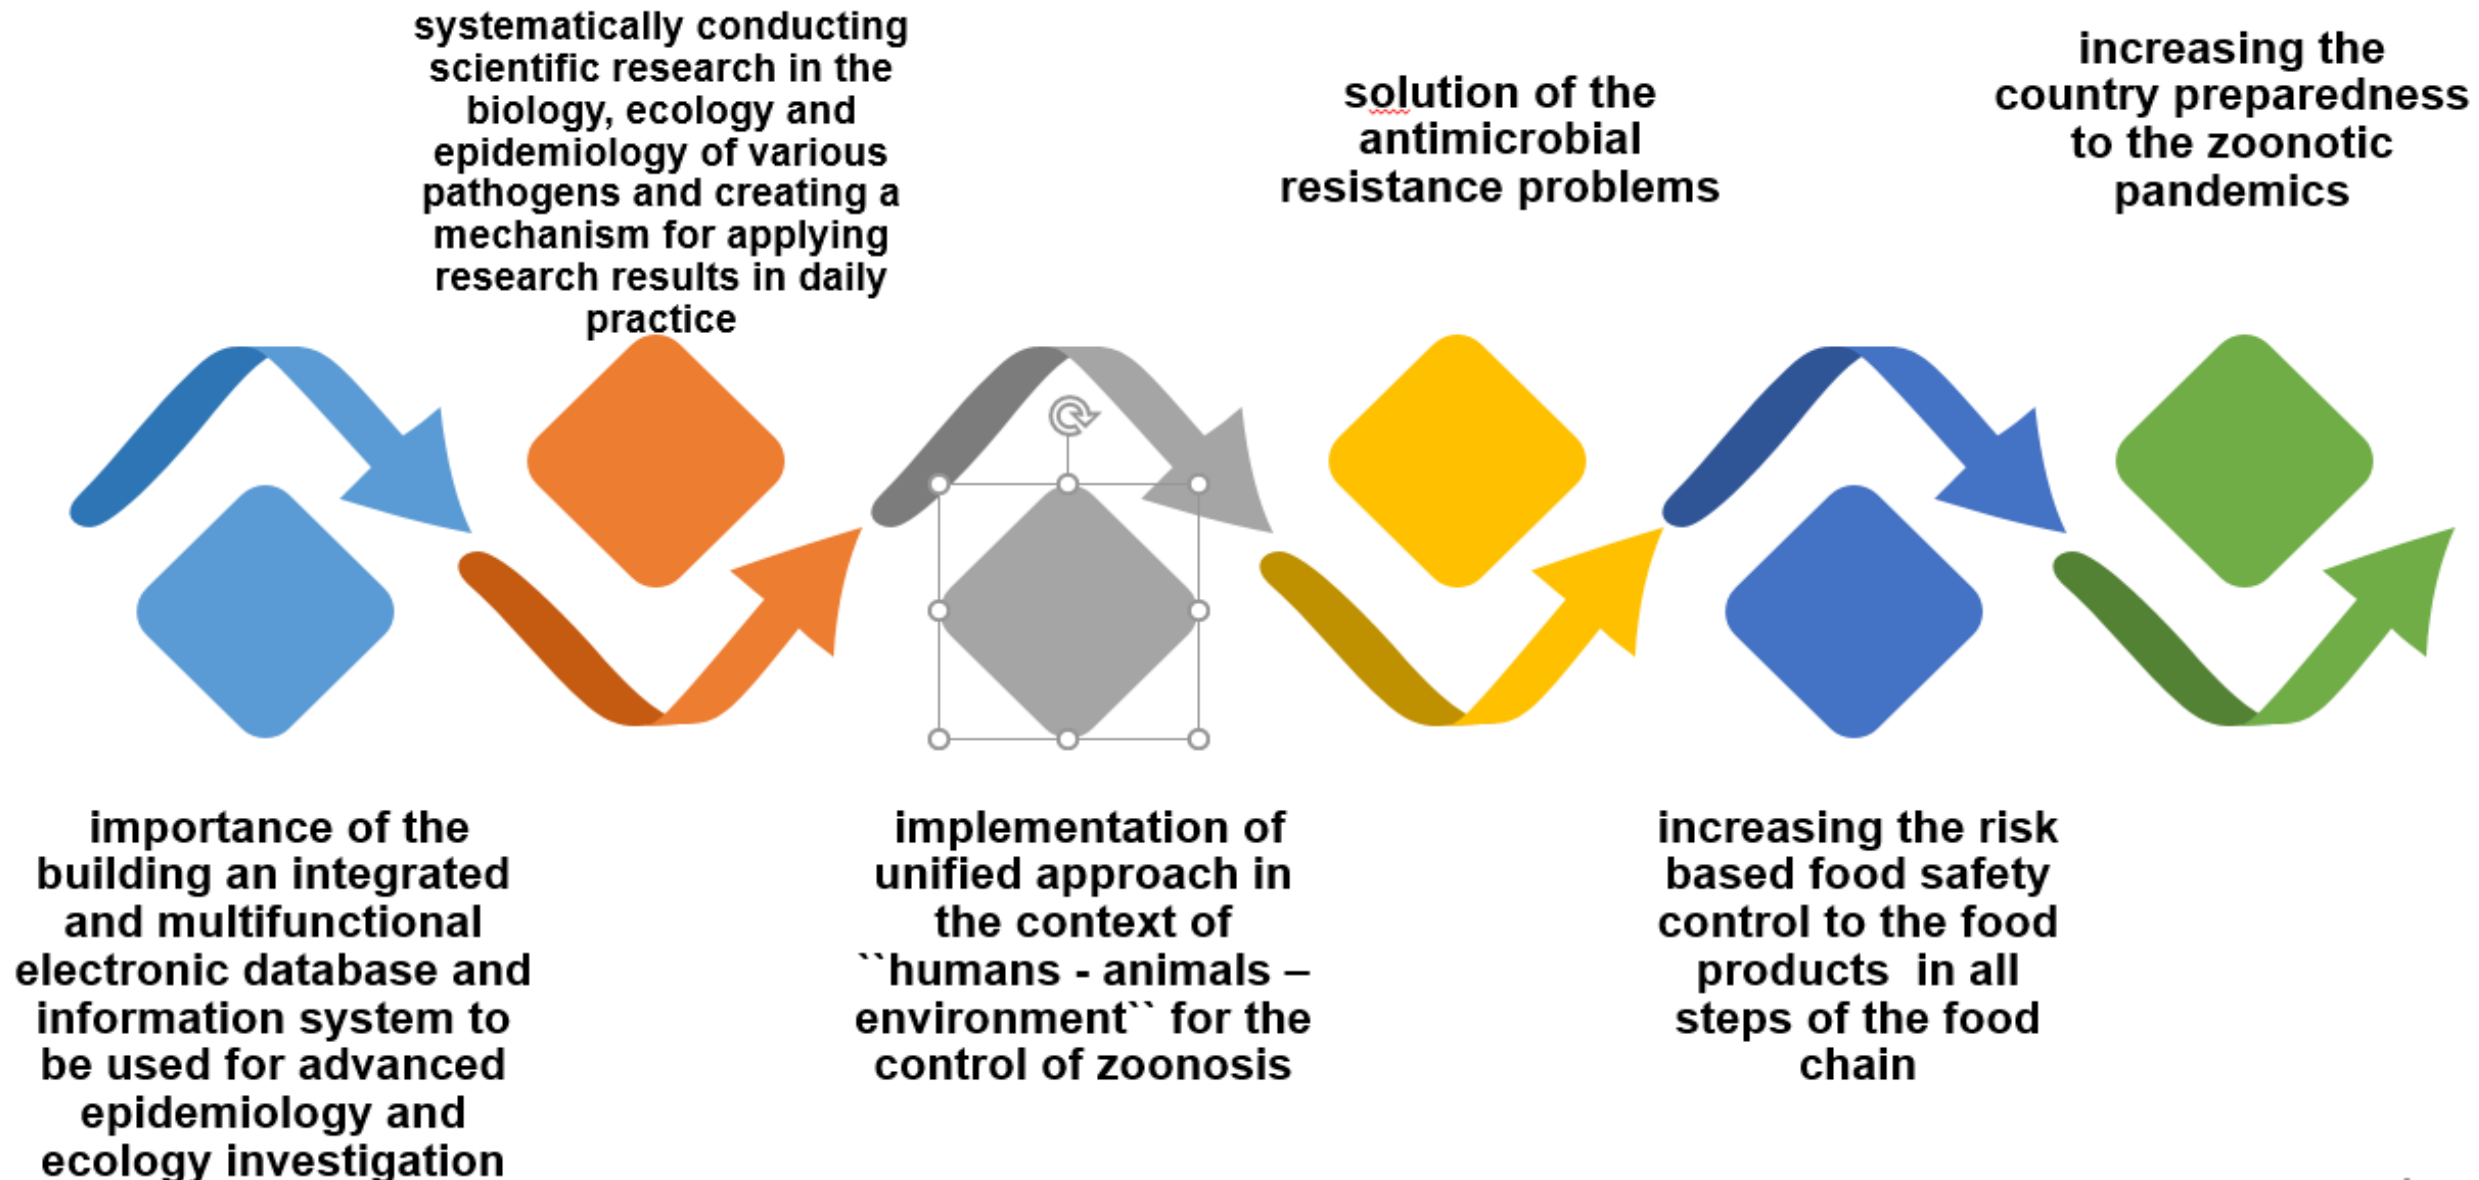 systematically conducting
scientific research in the
biology, ecology and
epidemiology of various
pathogens and creating a
mechanism for applying
research results in daily
practice
solution of the
antimicrobial
resistance problems
increasing the
country preparedness
to the zoonotic
pandemics
importance of the
building an integrated
and multifunctional
electronic database and
information system to
be used for advanced
epidemiology and
ecology investigation
implementation of
unified approach in
the context of
``humans - animals –
environment`` for the
control of zoonosis
increasing the risk
based food safety
control to the food
products  in all
steps of the food
chain